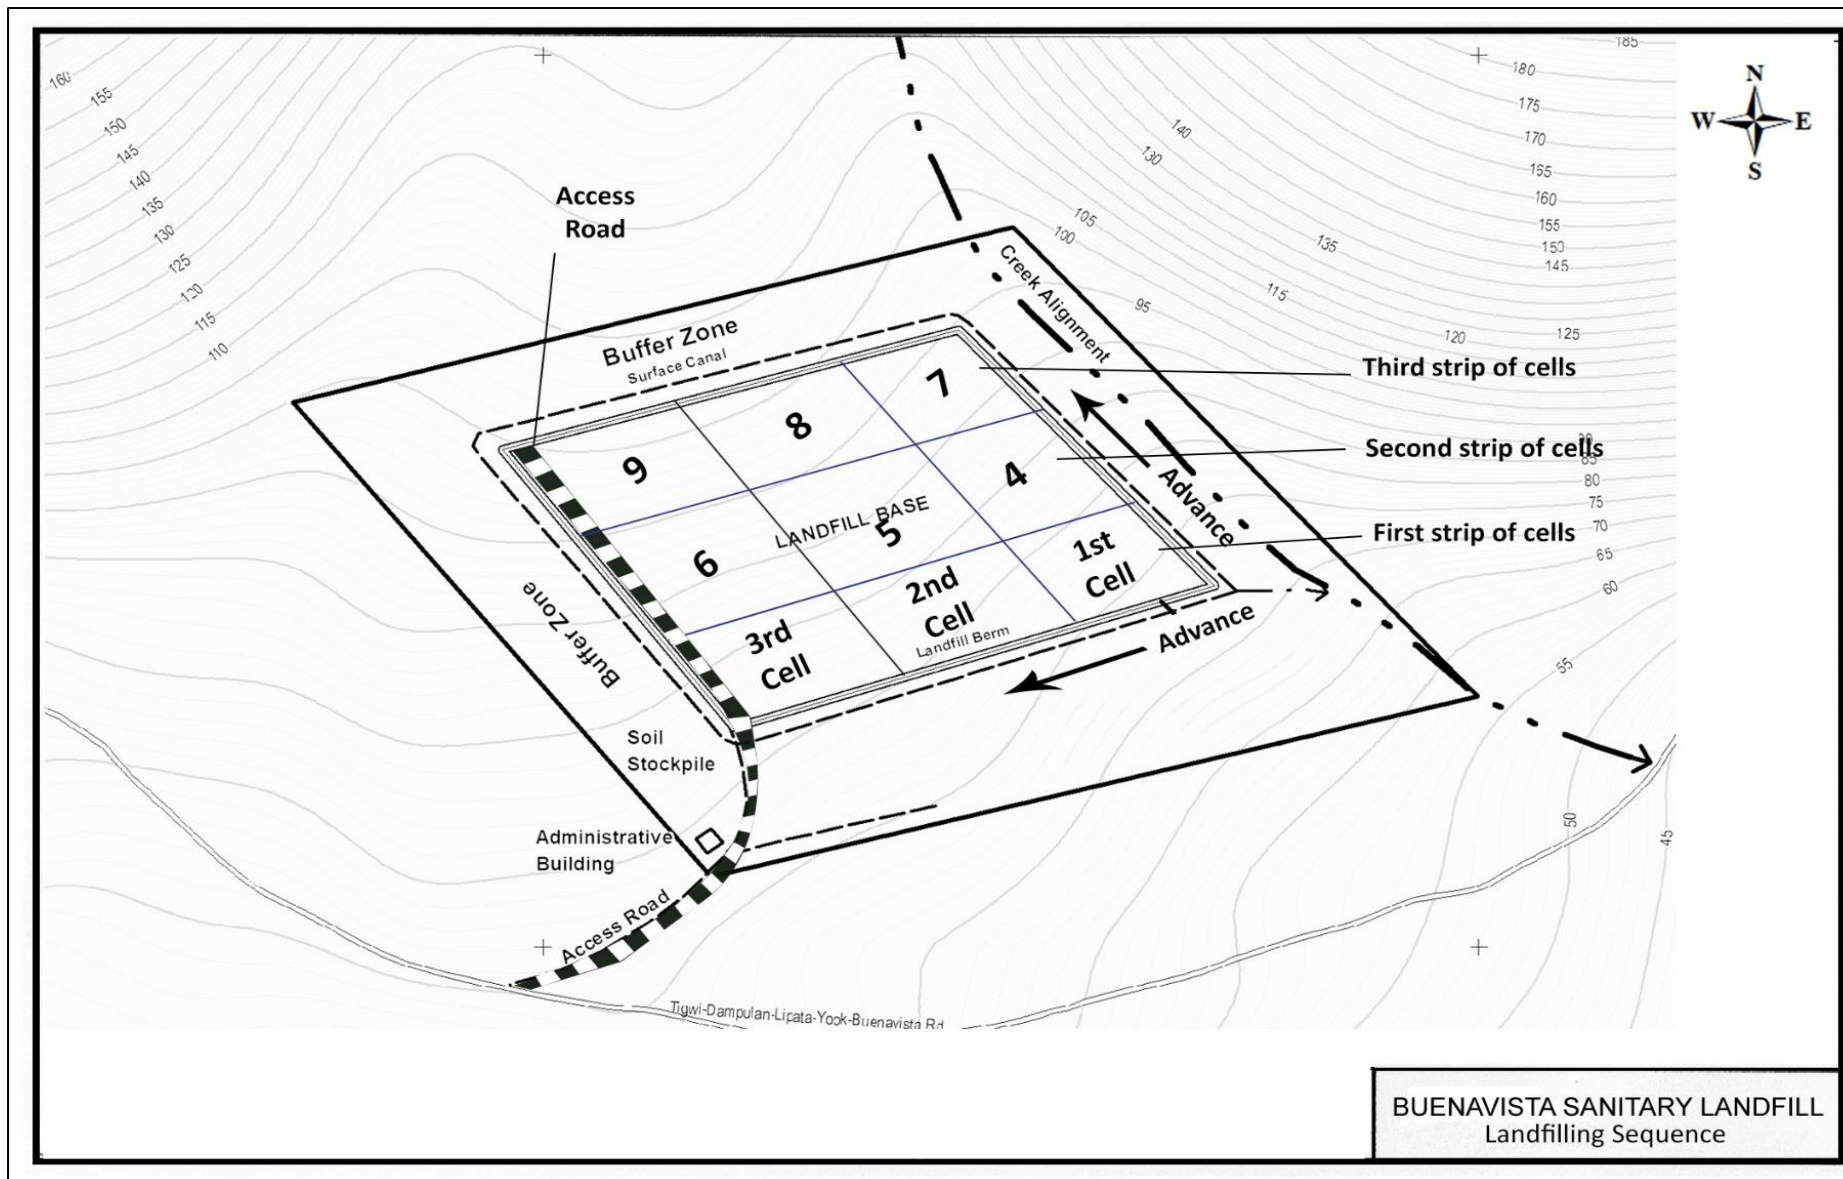 185
180
175
170
165
160
155
150
145
160
155
150
145
140
135
130
125
120
115
110
140
130
105
100
95
135
115
120
125
N
W
E
S
Access
Road
Creek Alignment
Buffer Zone
Surface Canal
Third strip of cells
Second strip of cells
First strip of cells
85
80
75
70
65
60
55
50
45
7
8
9
4
5
6
LANDFILL BASE
1st
Cell
2nd
Cell
3rd
Cell
Landfill Berm
Advance
Advance
Buffer Zone
Soil
Stockpile
Administrative
Building
Access Road
Tigwi-Dampulan-Lipata-Yook-Buenavista Rd
BUENAVISTA SANITARY LANDFILL
Landfilling Sequence